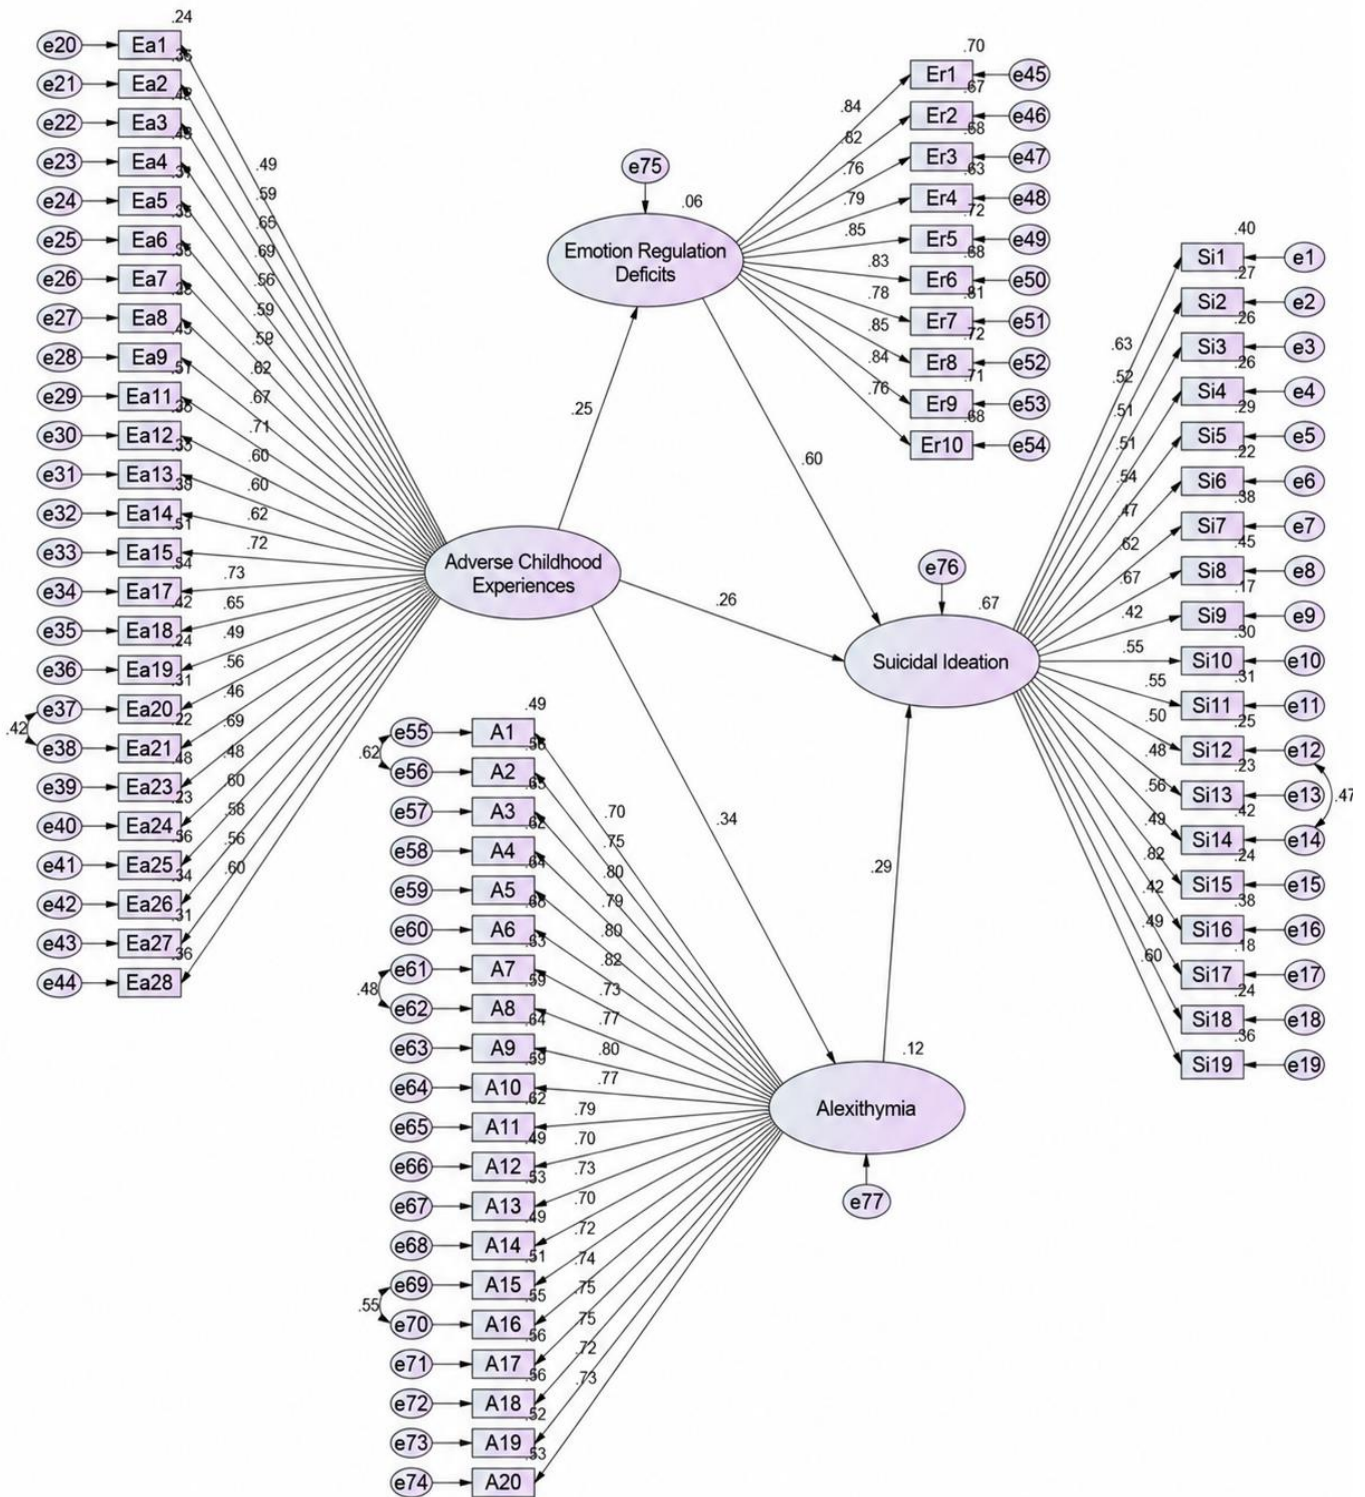 .24
e20 Ea1
.35
e21 Ea2
.48
e22 Ea3
.48
e23 Ea4
.31
e24 Ea5
.35
e25 Ea6
e26 Ea7
e27 Ea8
.45
e28 Ea9
.51
e29 Ea11
e30 Ea12
.35
e31 Ea13
.38
e32 Ea14
.51
e33 Ea15
.54
e34 Ea17
.42
e35 Ea18
.24
e36 Ea19
.31
e37 Ea20
.22
e38 Ea21
.42
.48
e39 Ea23
.23
e40 Ea24
.56
e41 Ea25
.34
e42 Ea26
.31
e43 Ea27
.36
e44 Ea28
.49
.59
.65
.69
.56
.59
.59
.62
.67
.71
.60
.60
.62
.72
.73
.65
.49
.56
.46
.69
.48
.60
.58
.56
.60
Adverse Childhood
Experiences
.25
.26
.34
e75
.06
Emotion Regulation
Deficits
.60
.84
.82
.76
.79
.85
.83
.78
.85
.84
.76
.70
Er1 e45
.67
Er2 e46
.68
Er3 e47
.63
Er4 e48
.72
Er5 e49
.68
Er6 e50
.81
Er7 e51
.72
Er8 e52
.71
Er9 e53
.68
Er10 e54
e76
.67
Suicidal Ideation
.63
.52
.51
.51
.54
.47
.62
.67
.42
.55
.55
.50
.48
.56
.49
.82
.42
.49
.60
.40
Si1 e1
.27
Si2 e2
.26
Si3 e3
.26
Si4 e4
.29
Si5 e5
.22
Si6 e6
.38
Si7 e7
.45
Si8 e8
.17
Si9 e9
.30
Si10 e10
.31
Si11 e11
.25
Si12 e12
.23
Si13 e13
.47
.42
Si14 e14
.24
Si15 e15
.38
Si16 e16
.18
Si17 e17
.24
Si18 e18
.36
Si19 e19
.49
e55 A1
.62
.56
e56 A2
.65
e57 A3
.62
e58 A4
.64
e59 A5
.68
e60 A6
.53
e61 A7
.48
.59
e62 A8
.64
e63 A9
.59
e64 A10
.62
e65 A11
.49
e66 A12
.53
e67 A13
.49
e68 A14
.51
e69 A15
.55
.55
e70 A16
.56
e71 A17
.56
e72 A18
.52
e73 A19
.53
e74 A20
.70
.75
.80
.79
.80
.82
.73
.77
.80
.77
.79
.70
.73
.70
.72
.74
.75
.75
.72
.73
.29
.12
Alexithymia
e77